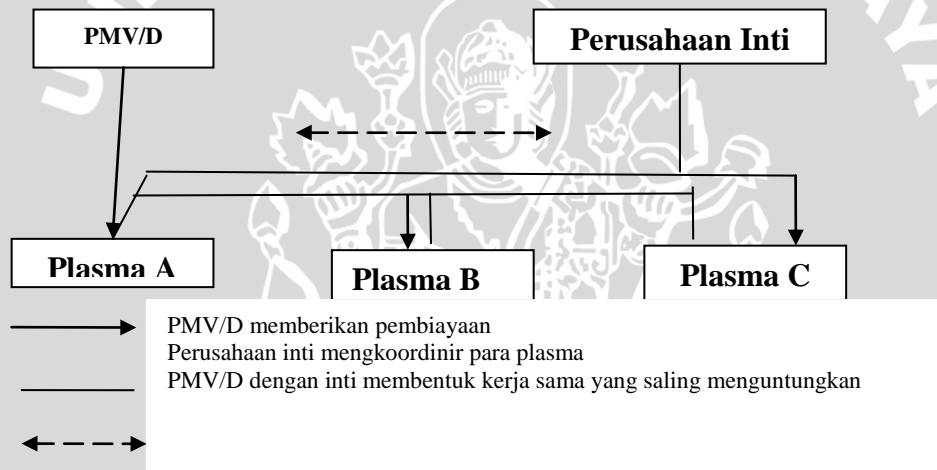 PMV/D
Perusahaan Inti
Plasma A
Plasma B
Plasma C
PMV/D memberikan pembiayaan
Perusahaan inti mengkoordinir para plasma
PMV/D dengan inti membentuk kerja sama yang saling menguntungkan